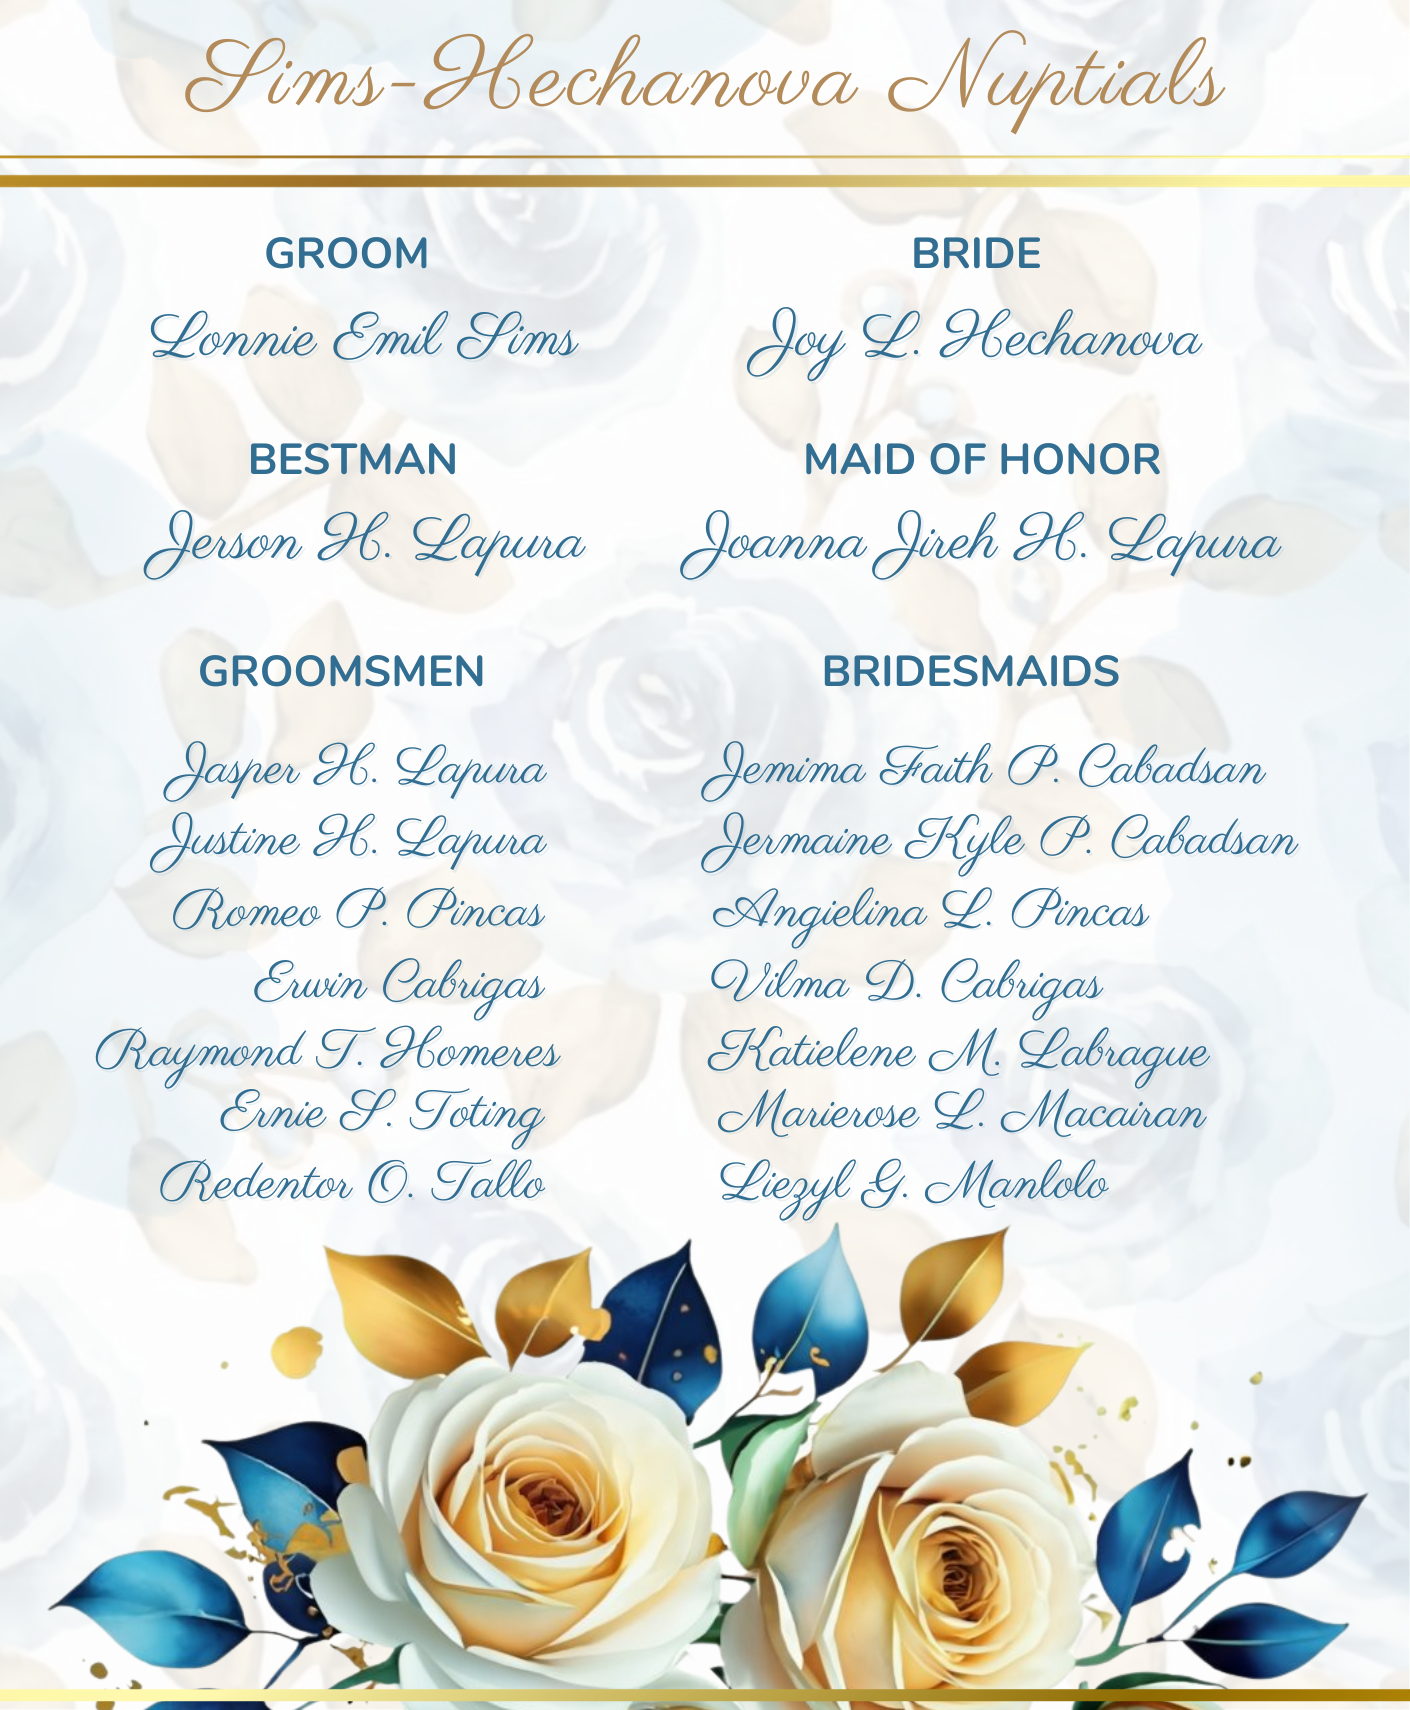 Sims-Hechanova Nuptials
GROOM
Lonnie Emil Sims
BRIDE
Joy L. Hechanova
BESTMAN
Jerson H. Lapura
MAID OF HONOR
Joanna Jireh H. Lapura
GROOMSMEN
Jasper H. Lapura
Justine H. Lapura
Romeo P. Pincas
Erwin Cabrigas
Raymond T. Homeres
Ernie S. Toting
Redentor O. Tallo
BRIDESMAIDS
Jemima Faith P. Cabadsan
Jermaine Kyle P. Cabadsan
Angielina L. Pincas
Vilma D. Cabrigas
Katielene M. Labrague
Marierose L. Macairan
Liezyl G. Manlolo